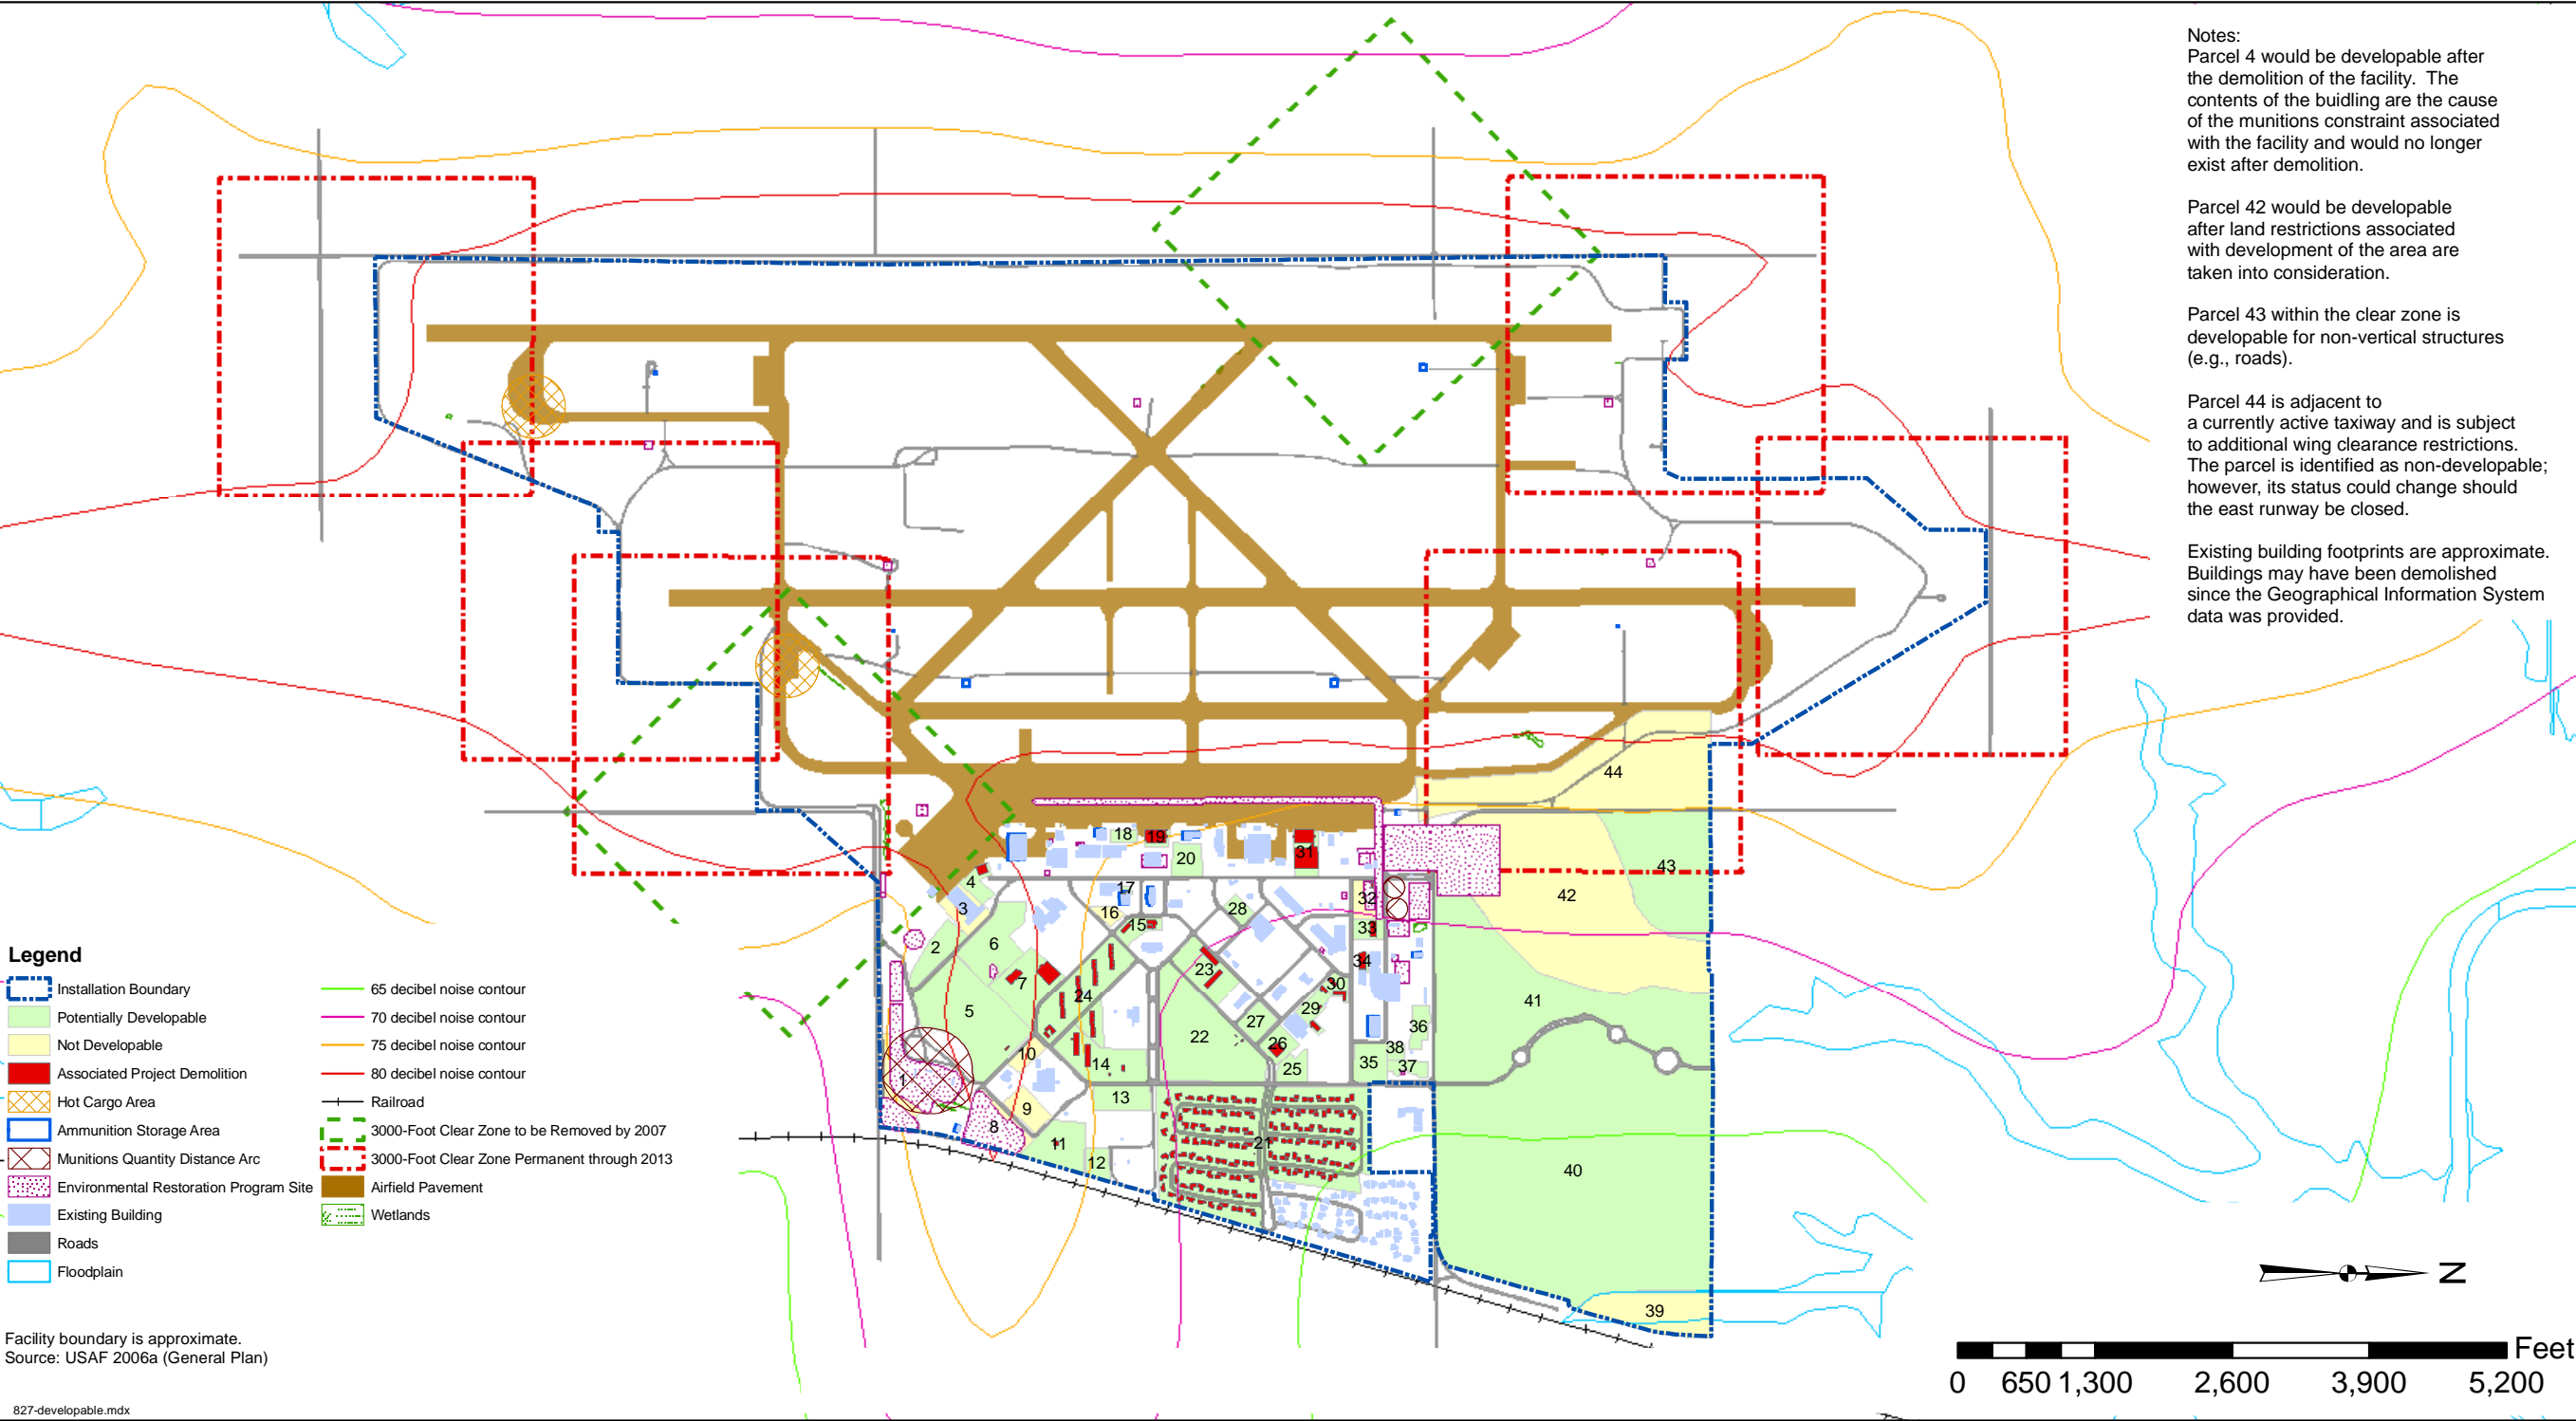 Notes:
Parcel 4 would be developable after
the demolition of the facility. The
contents of the buidling are the cause
of the munitions constraint associated
with the facility and would no longer
exist after demolition.
Parcel 42 would be developable
after land restrictions associated
with development of the area are
taken into consideration.
Parcel 43 within the clear zone is
developable for non-vertical structures
(e.g., roads).
Parcel 44 is adjacent to
a currently active taxiway and is subject
to additional wing clearance restrictions.
The parcel is identified as non-developable;
however, its status could change should
the east runway be closed.
Existing building footprints are approximate.
Buildings may have been demolished
since the Geographical Information System
data was provided.
44
18
19
20
31
43
4
42
17
32
3
16
28
15
33
2
6
34
23
7
30
24
41
5
29
27
36
22
26
38
10
14
35
37
25
1
13
9
8
11
21
12
40
39
Legend
Installation Boundary
Potentially Developable
Not Developable
Associated Project Demolition
Hot Cargo Area
Ammunition Storage Area
Munitions Quantity Distance Arc
Environmental Restoration Program Site
Existing Building
Roads
Floodplain
65 decibel noise contour
70 decibel noise contour
75 decibel noise contour
80 decibel noise contour
Railroad
3000-Foot Clear Zone to be Removed by 2007
3000-Foot Clear Zone Permanent through 2013
Airfield Pavement
Wetlands
N
Feet
0 650 1,300 2,600 3,900 5,200
Facility boundary is approximate.
Source: USAF 2006a (General Plan)
827-developable.mdx